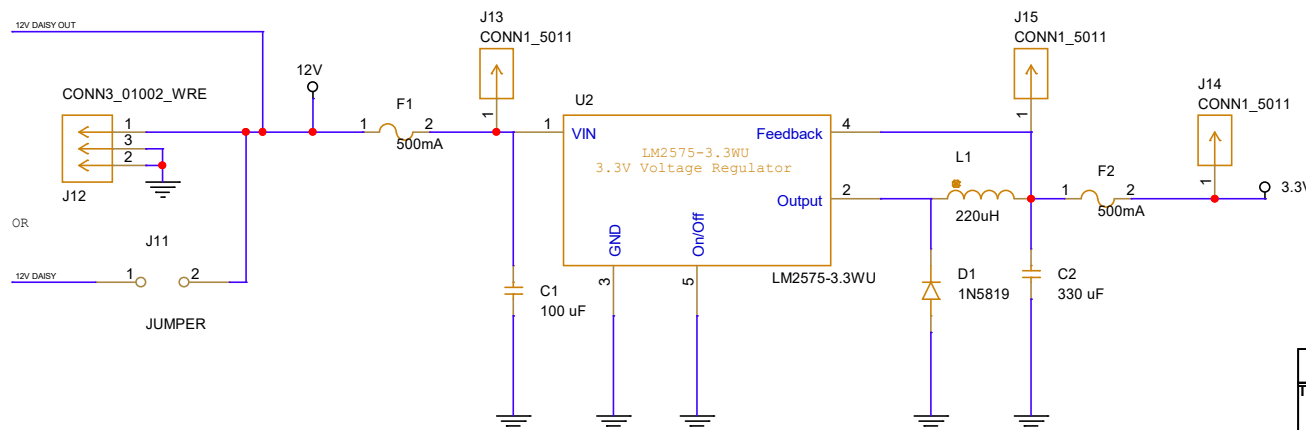 12V DAISY OUT
CONN3_01002_WRE
1
3
2
J12
OR
J11
12V DAISY
1
2
JUMPER
12V
F1
1
2
500mA
J13
CONN1_5011
1
C1
100 uF
U2
1
VIN
Feedback
4
LM2575-3.3WU
3.3V Voltage Regulator
Output
2
GND
On/Off
3
5
LM2575-3.3WU
L1
220uH
D1
1N5819
C2
330 uF
J15
CONN1_5011
1
F2
1
2
500mA
J14
CONN1_5011
1
3.3V
T